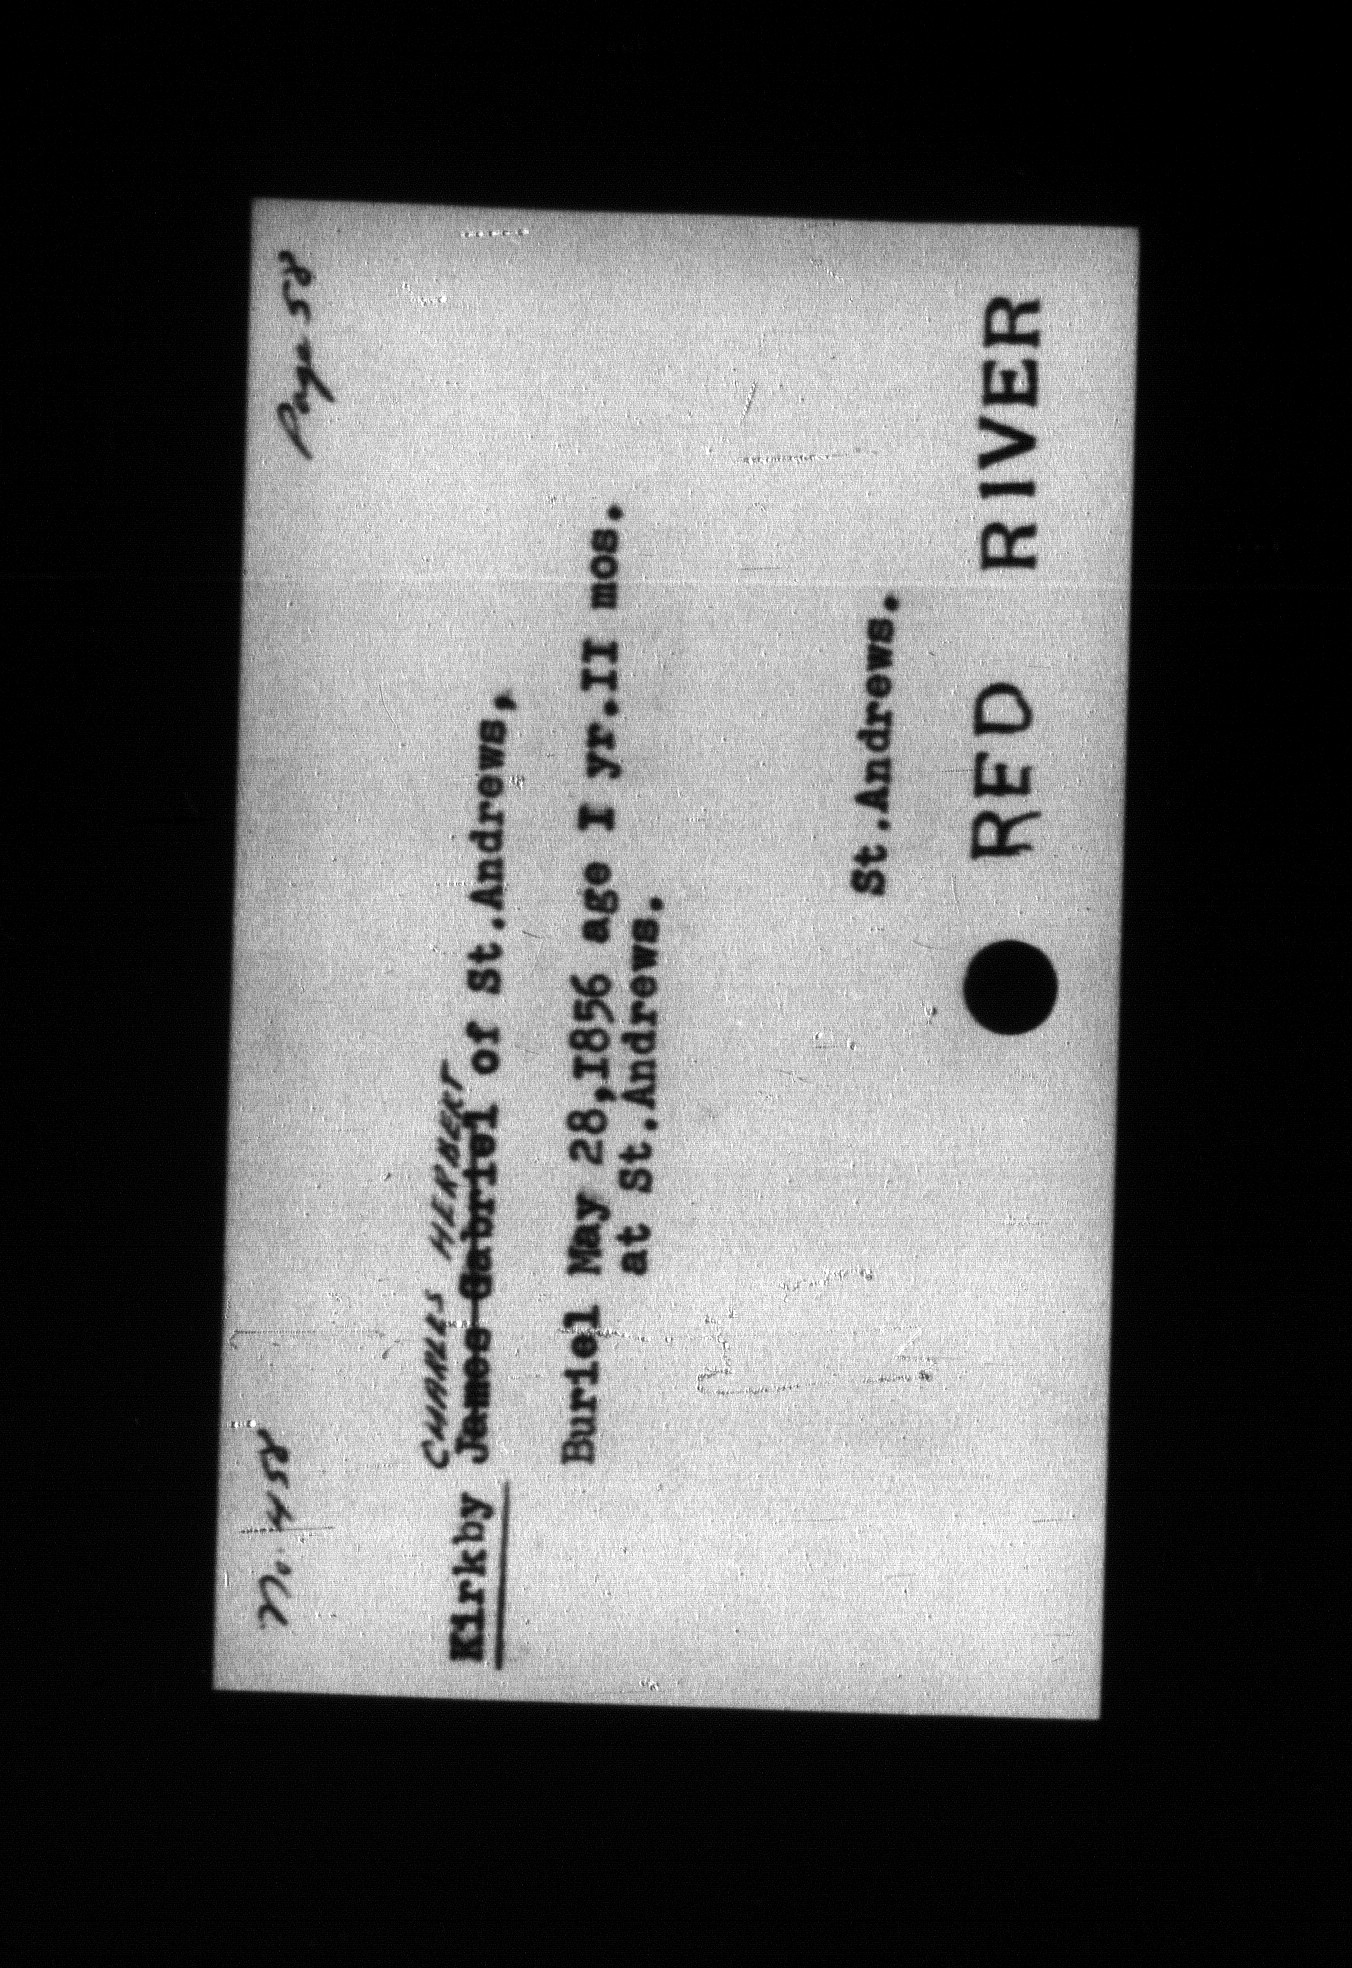 No. 458 Page 58
CHARLES HERBERT
Kirkby James Gabriel of St.Andrews,
Buriel May 28,I856 age I yr.II mos.
at St.Andrews.
St.Andrews.
RED RIVER